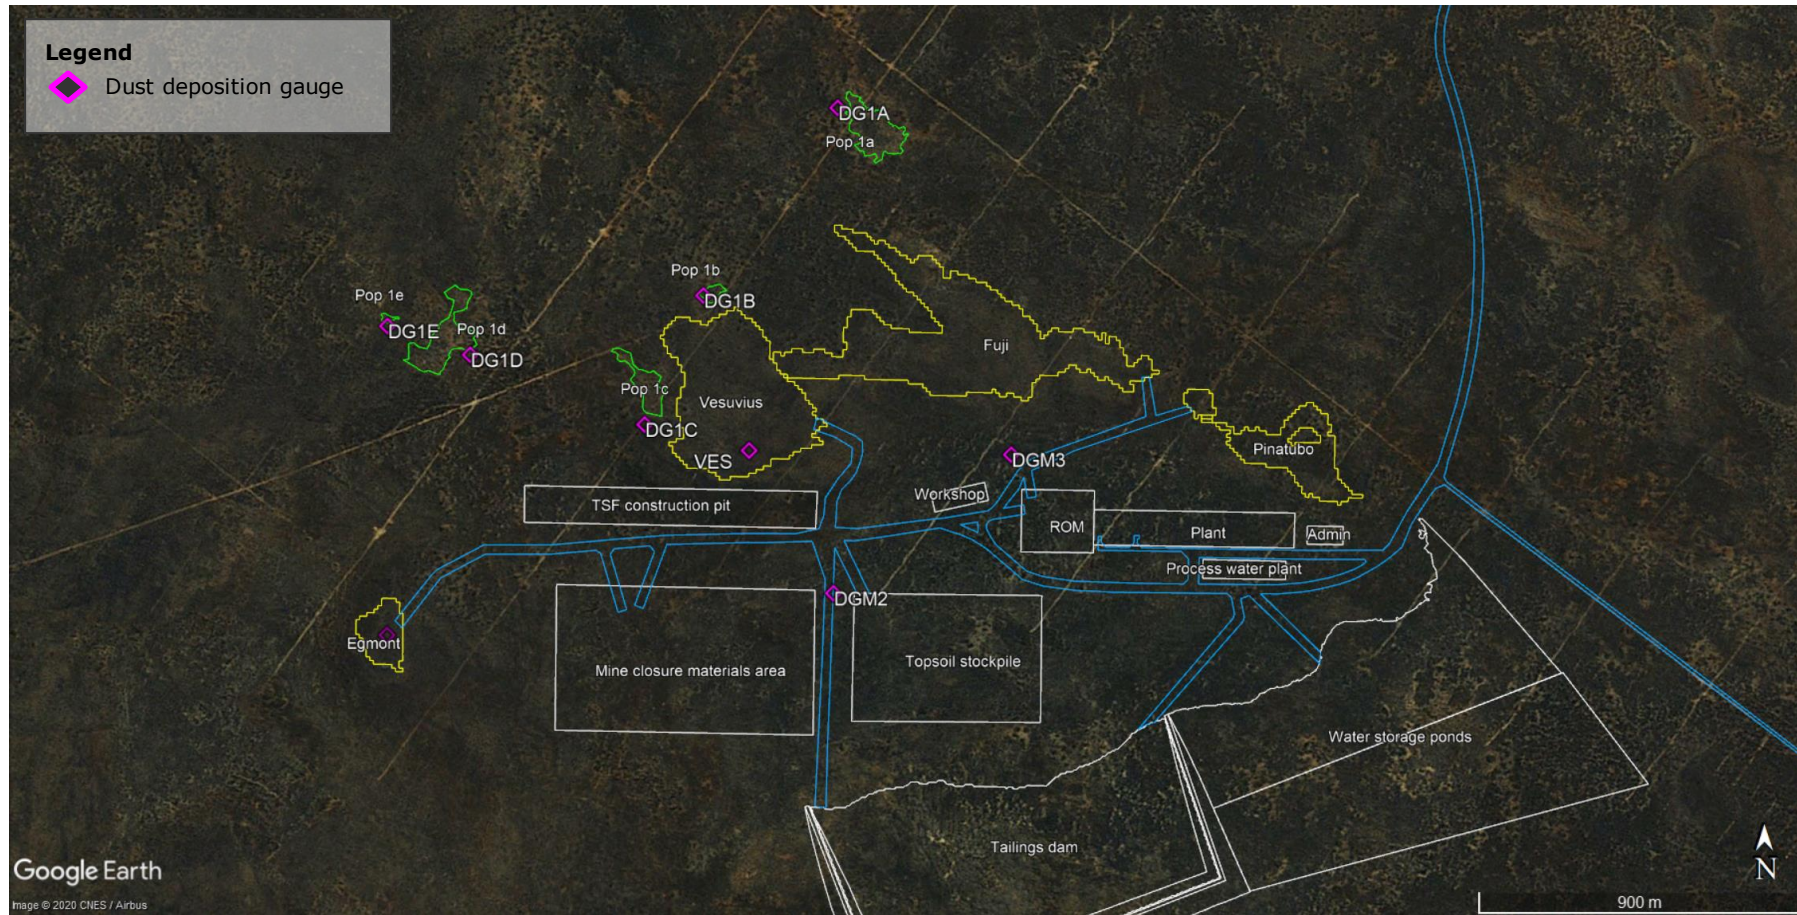 Legend
Dust deposition gauge
DG1A
Pop 1a
Pop 1b
DG1B
Pop 1e
DG1E
Pop 1d
DG1D
Fuji
Pop 1c
Vesuvius
DG1C
VES
DGM3
Pinatubo
Workshop
TSF construction pit
ROM
Plant
Admin
Process water plant
DGM2
Egmont
Mine closure materials area
Topsoil stockpile
Water storage ponds
Tailings dam
Google Earth
Image © 2020 CNES / Airbus
N
900 m